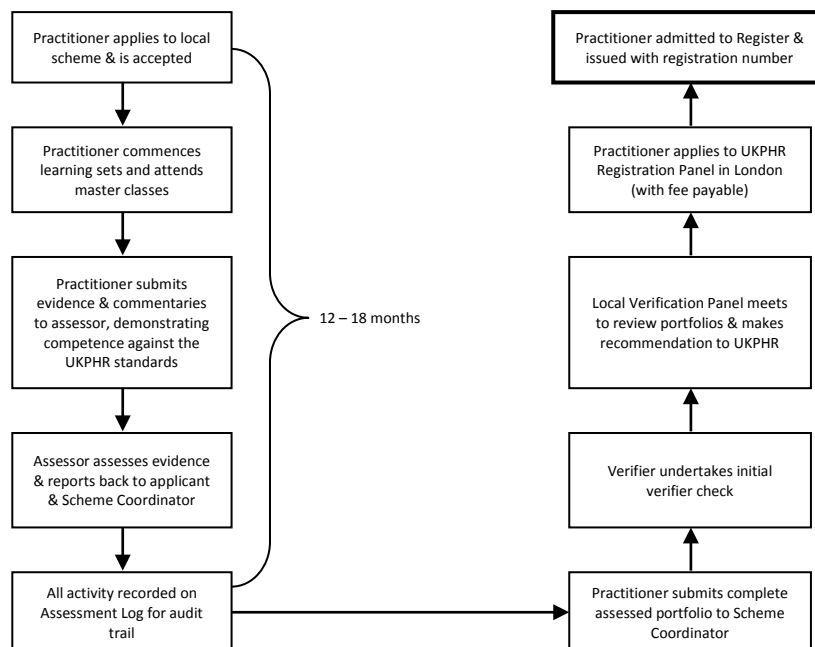 Practitioner applies to local
scheme & is accepted
Practitioner commences
learning sets and attends
master classes
Practitioner submits
evidence & commentaries
to assessor, demonstrating
competence against the
UKPHR standards
Assessor assesses evidence
& reports back to applicant
& Scheme Coordinator
All activity recorded on
Assessment Log for audit
trail
12 – 18 months
Practitioner submits complete
assessed portfolio to Scheme
Coordinator
Verifier undertakes initial
verifier check
Local Verification Panel meets
to review portfolios & makes
recommendation to UKPHR
Practitioner applies to UKPHR
Registration Panel in London
(with fee payable)
Practitioner admitted to Register &
issued with registration number